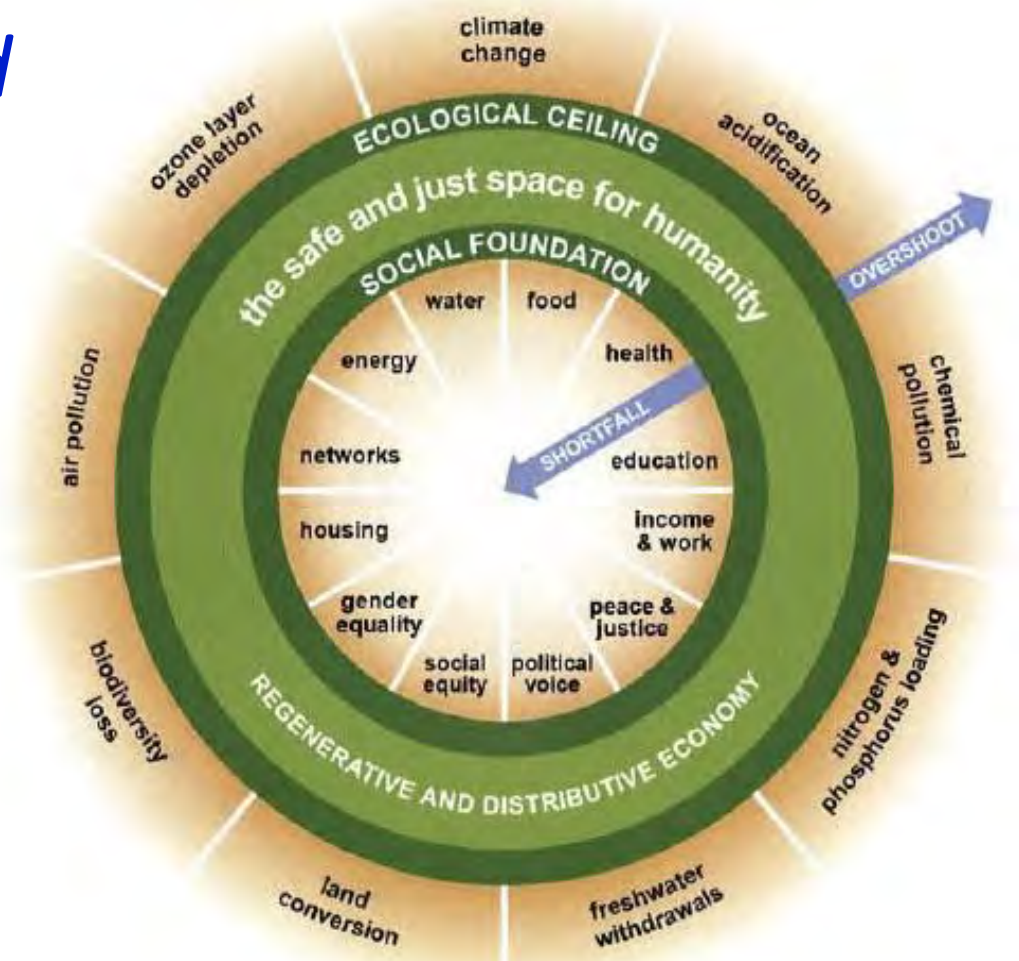 climate
change
ECOLOGICAL CEILING
ozone layer
depletion
ocean
acidification
the safe and just space for humanity
OVERSHOOT
SOCIAL FOUNDATION
water
food
energy
health
air pollution
chemical
pollution
SHORTFALL
networks
education
housing
income
& work
gender
equality
peace &
justice
social
equity
political
voice
biodiversity
loss
nitrogen &
phosphorus loading
REGENERATIVE AND DISTRIBUTIVE ECONOMY
land
conversion
freshwater
withdrawals